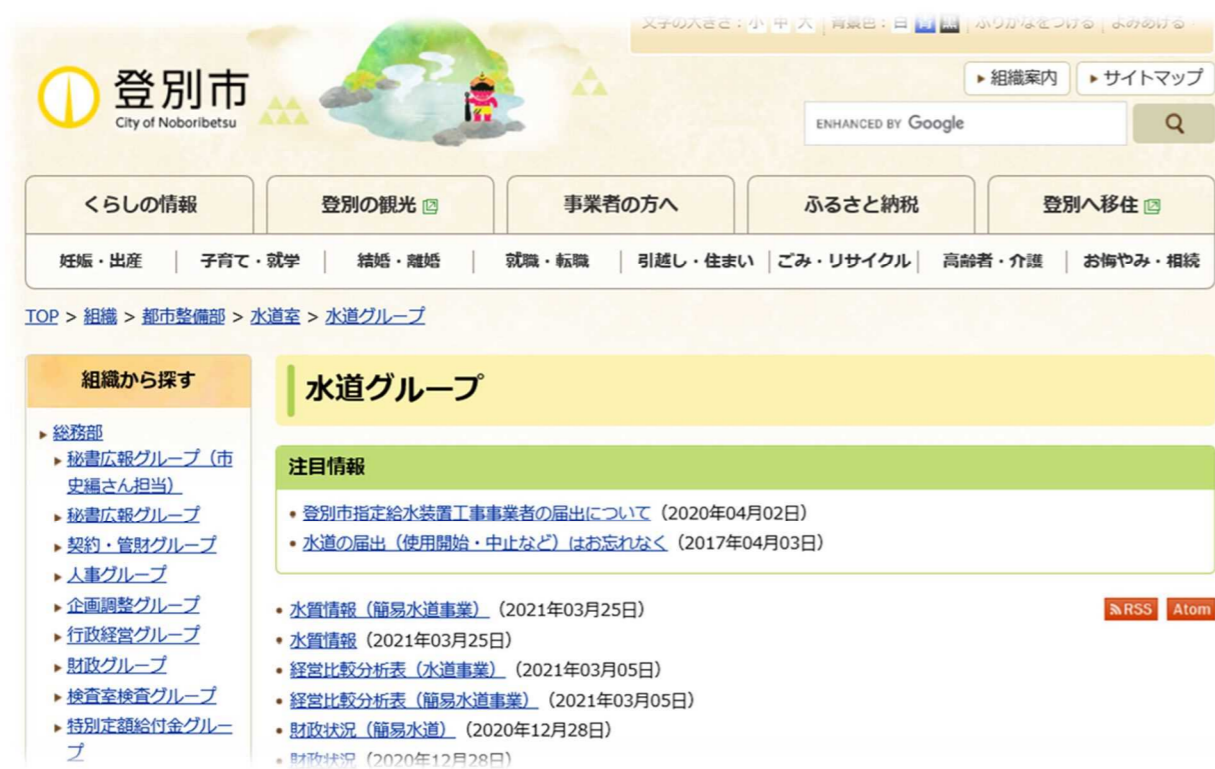 文字の大きさ：小 中 大 背景色：白 青 黒 ふりがなをつける よみあげる
登別市
City of Noboribetsu
組織案内 サイトマップ
ENHANCED BY Google
くらしの情報 登別の観光 事業者の方へ ふるさと納税 登別へ移住
妊娠・出産 子育て・就学 結婚・離婚 就職・転職 引越し・住まい ごみ・リサイクル 高齢者・介護 お悔やみ・相続
TOP > 組織 > 都市整備部 > 水道室 > 水道グループ
組織から探す
総務部
秘書広報グループ（市
史編さん担当）
秘書広報グループ
契約・管財グループ
人事グループ
企画調整グループ
行政経営グループ
財政グループ
検査室検査グループ
特別定額給付金グルー
プ
水道グループ
注目情報
登別市指定給水装置工事事業者の届出について（2020年04月02日）
水道の届出（使用開始・中止など）はお忘れなく（2017年04月03日）
RSS Atom
水質情報（簡易水道事業）（2021年03月25日）
水質情報（2021年03月25日）
経営比較分析表（水道事業）（2021年03月05日）
経営比較分析表（簡易水道事業）（2021年03月05日）
財政状況（簡易水道）（2020年12月28日）
財政状況（2020年12月28日）